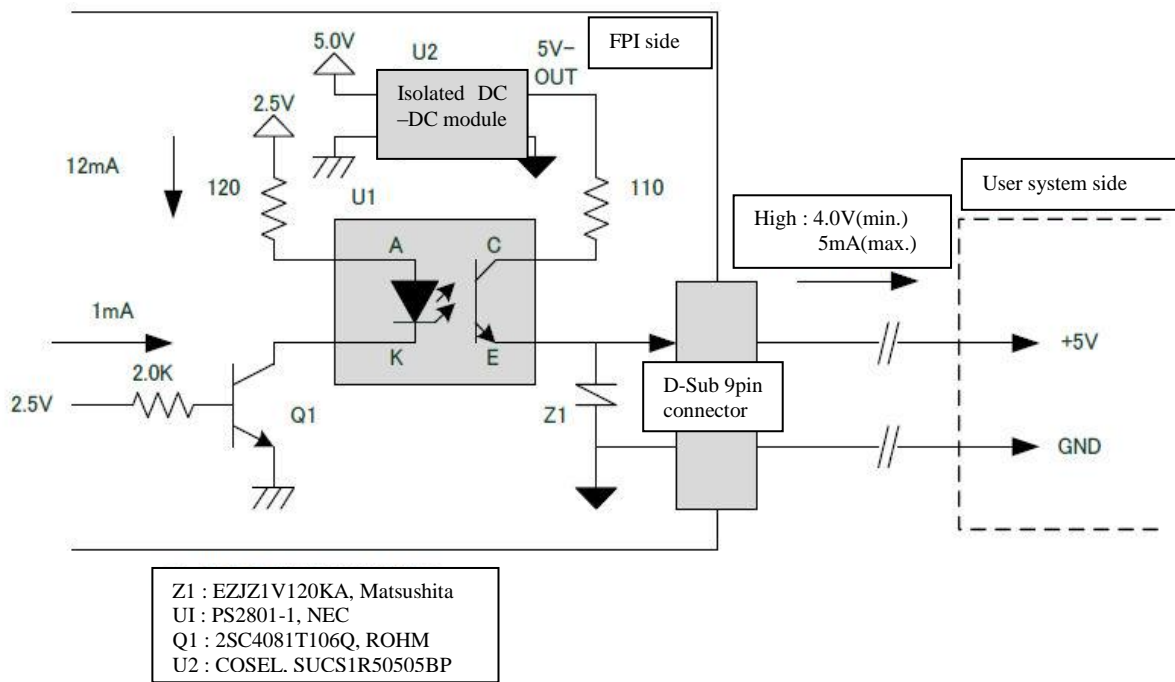 5.0V
U2
5V-
OUT
FPI side
Isolated DC
–DC module
2.5V
12mA
120
U1
110
User system side
High : 4.0V(min.)
5mA(max.)
A
C
1mA
K
E
+5V
2.0K
D-Sub 9pin
connector
2.5V
Q1
Z1
GND
Z1 : EZJZ1V120KA, Matsushita
UI : PS2801-1, NEC
Q1 : 2SC4081T106Q, ROHM
U2 : COSEL, SUCS1R50505BP